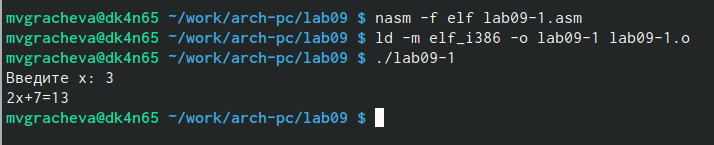 mvgracheva@dk4n65 ~/work/arch-pc/lab09 $ nasm -f elf lab09-1.asm
mvgracheva@dk4n65 ~/work/arch-pc/lab09 $ ld -m elf_i386 -o lab09-1 lab09-1.o
mvgracheva@dk4n65 ~/work/arch-pc/lab09 $ ./lab09-1
Введите x: 3
2x+7=13
mvgracheva@dk4n65 ~/work/arch-pc/lab09 $